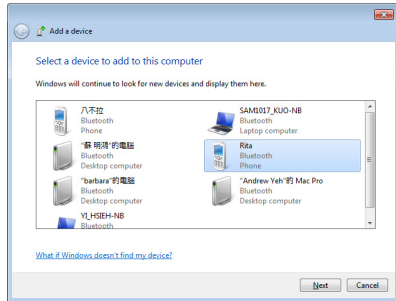 Add a device
Select a device to add to this computer
Windows will continue to look for new devices and display them here.
八不拉
Bluetooth
Phone
SAM1017_KUO-NB
Bluetooth
Laptop computer
"蘇 明鴻"的電腦
Bluetooth
Desktop computer
Rita
Bluetooth
Phone
"barbara"的電腦
Bluetooth
Desktop computer
"Andrew Yeh"的 Mac Pro
Bluetooth
Desktop computer
YI_HSIEH-NB
Bluetooth
What if Windows doesn't find my device?
Next
Cancel